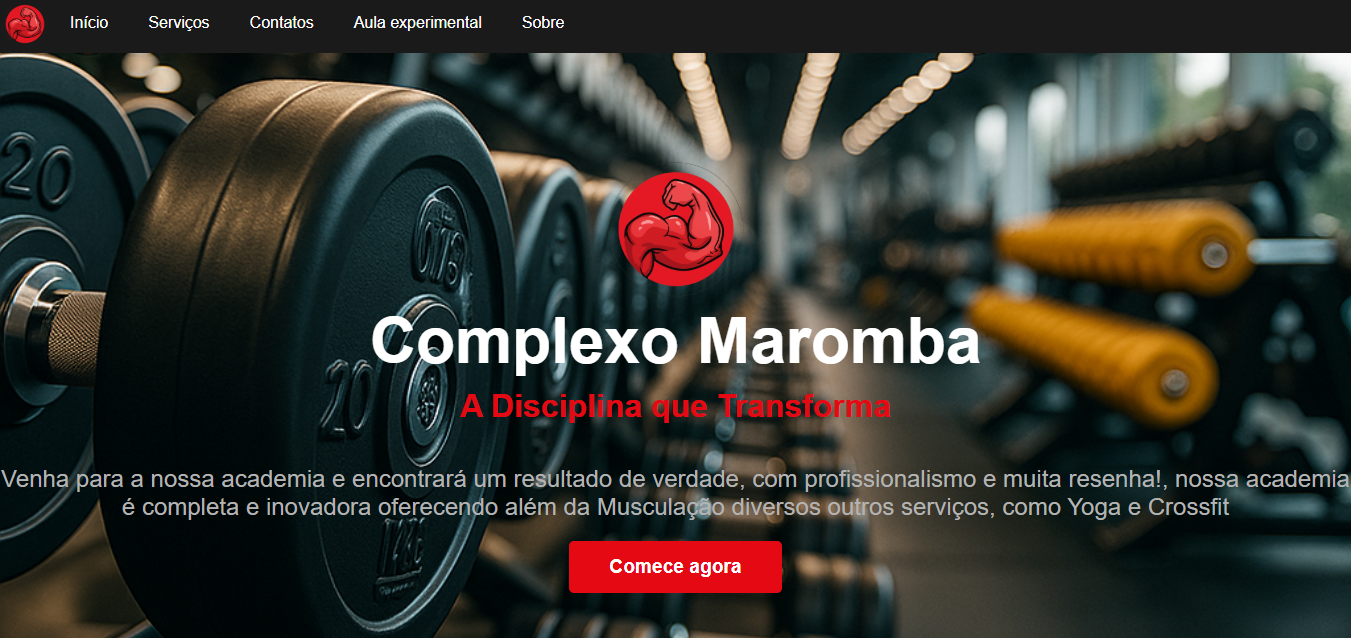 Início Serviços Contatos Aula experimental Sobre
20
20
Complexo Maromba
A Disciplina que Transforma
Venha para a nossa academia e encontrará um resultado de verdade, com profissionalismo e muita resenha!, nossa academia
é completa e inovadora oferecendo além da Musculação diversos outros serviços, como Yoga e Crossfit
Comece agora